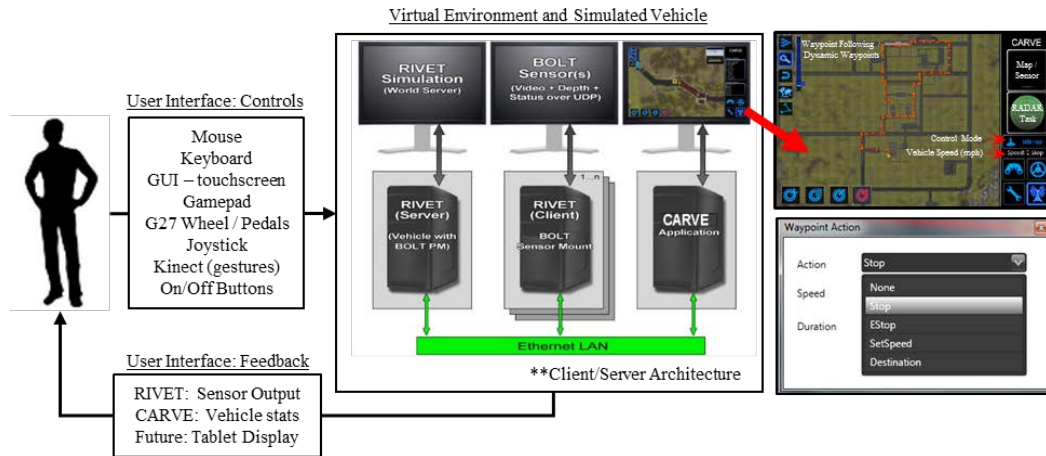 Virtual Environment and Simulated Vehicle
User Interface: Controls
Mouse
Keyboard
GUI – touchscreen
Gamepad
G27 Wheel / Pedals
Joystick
Kinect (gestures)
On/Off Buttons
RIVET
Simulation
(World Server)
BOLT
Sensor(s)
(Video + Depth +
Status over UDP)
CARVE
RIVET
(Server)
(Vehicle with
BOLT PM)
1...n
RIVET
(Client)
BOLT
Sensor Mount
CARVE
Application
Ethernet LAN
**Client/Server Architecture
Waypoint Following /
Dynamic Waypoints
CARVE
Map /
Sensor
RADAR
Task
Control Mode
Vehicle Speed (mph)
Waypoint Action
Action
Stop
Speed
Duration
None
Stop
EStop
SetSpeed
Destination
User Interface: Feedback
RIVET: Sensor Output
CARVE: Vehicle stats
Future: Tablet Display